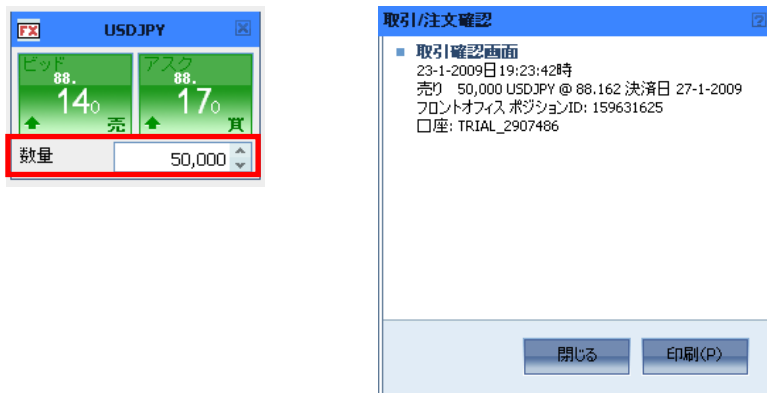 FX USDJPY
ビッド アスク
88. 88.
140 170
売 買
数量 50,000
取引/注文確認 ?
取引確認画面
23-1-2009日19:23:42時
売り 50,000 USDJPY @ 88.162 決済日 27-1-2009
フロントオフィス ポジションID: 159631625
口座: TRIAL_2907486
閉じる 印刷(P)